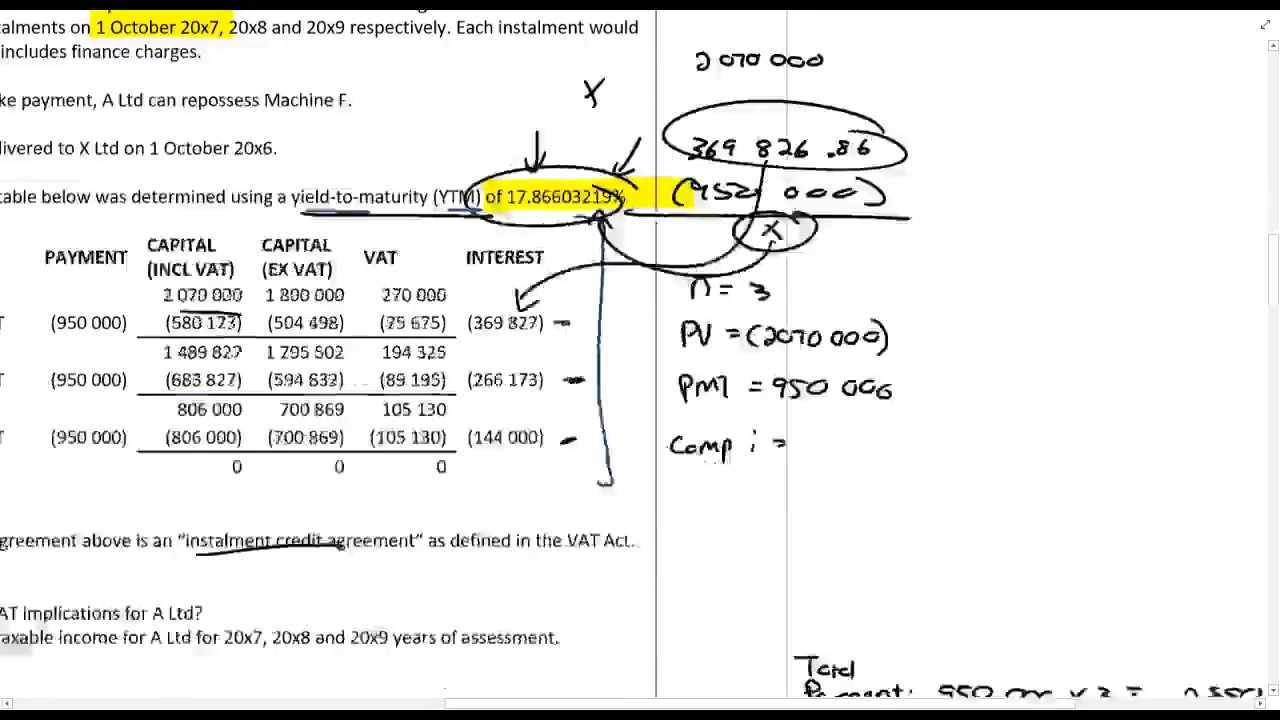 stalments on 1 October 20x7, 20x8 and 20x9 respectively. Each instalment would
includes finance charges.
ke payment, A Ltd can repossess Machine F.
livered to X Ltd on 1 October 20x6.
table below was determined using a yield-to-maturity (YTM) of 17.86603219%
PAYMENT CAPITAL (INCL VAT) CAPITAL (EX VAT) VAT INTEREST
2 070 000 1 800 000 270 000
T (950 000) (580 173) (504 498) (75 675) (369 827)
1 489 827 1 295 502 194 325
T (950 000) (683 827) (594 632) (89 195) (266 173)
806 000 700 869 105 130
T (950 000) (806 000) (700 869) (105 130) (144 000)
0 0 0
greement above is an “instalment credit agreement” as defined in the VAT Act.
AT implications for A Ltd?
axable income for A Ltd for 20x7, 20x8 and 20x9 years of assessment.
X
2 070 000
369 826 .86
(952 000)
X
n = 3
PV = (2070 000)
PMT = 950 000
Comp i =
Total
Payment: 950 000 x 3 =